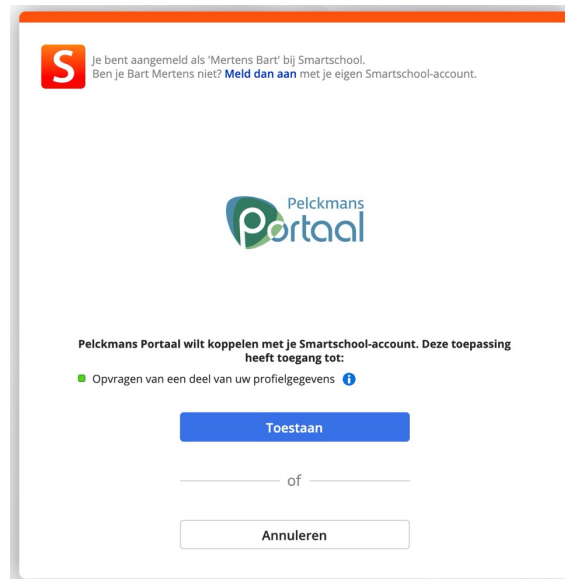 S
Je bent aangemeld als 'Mertens Bart' bij Smartschool.
Ben je Bart Mertens niet? Meld dan aan met je eigen Smartschool-account.
Pelckmans
Portaal
Pelckmans Portaal wilt koppelen met je Smartschool-account. Deze toepassing
heeft toegang tot:
Opvragen van een deel van uw profielgegevens i
Toestaan
of
Annuleren